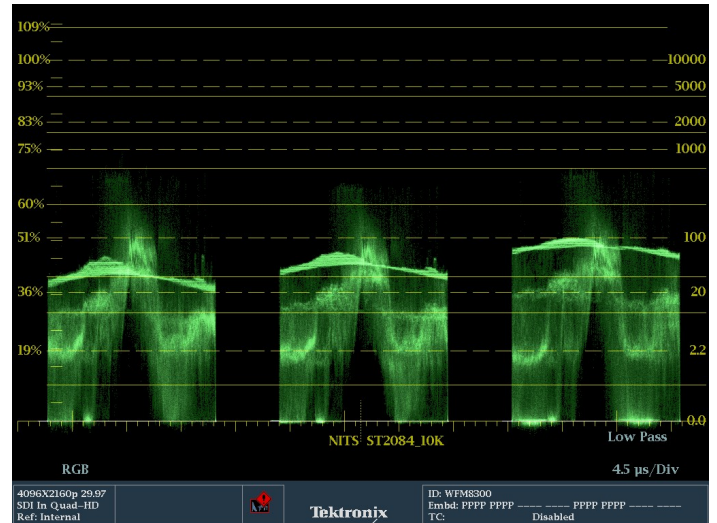 109%
100% 10000
93% 5000
83% 2000
75% 1000
60%
51% 100
36% 20
19% 2.2
0.0
NITS ST2084_10K
Low Pass
RGB 4.5 µs/Div
4096X2160p 29.97
SDI In Quad-HD
Ref: Internal
Tektronix
ID: WFM8300
Embd: PPPP PPPP ---- ---- PPPP PPPP ---- ----
TC: Disabled